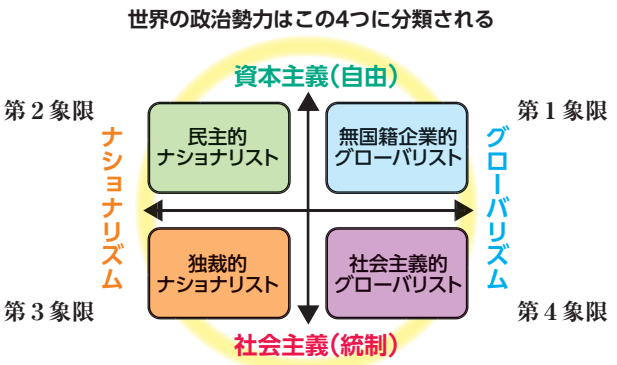 世界の政治勢力はこの4つに分類される
資本主義(自由)
第2象限
第1象限
ナショナリズム
民主的
ナショナリスト
無国籍企業的
グローバリスト
グローバリズム
独裁的
ナショナリスト
社会主義的
グローバリスト
第3象限
第4象限
社会主義(統制)